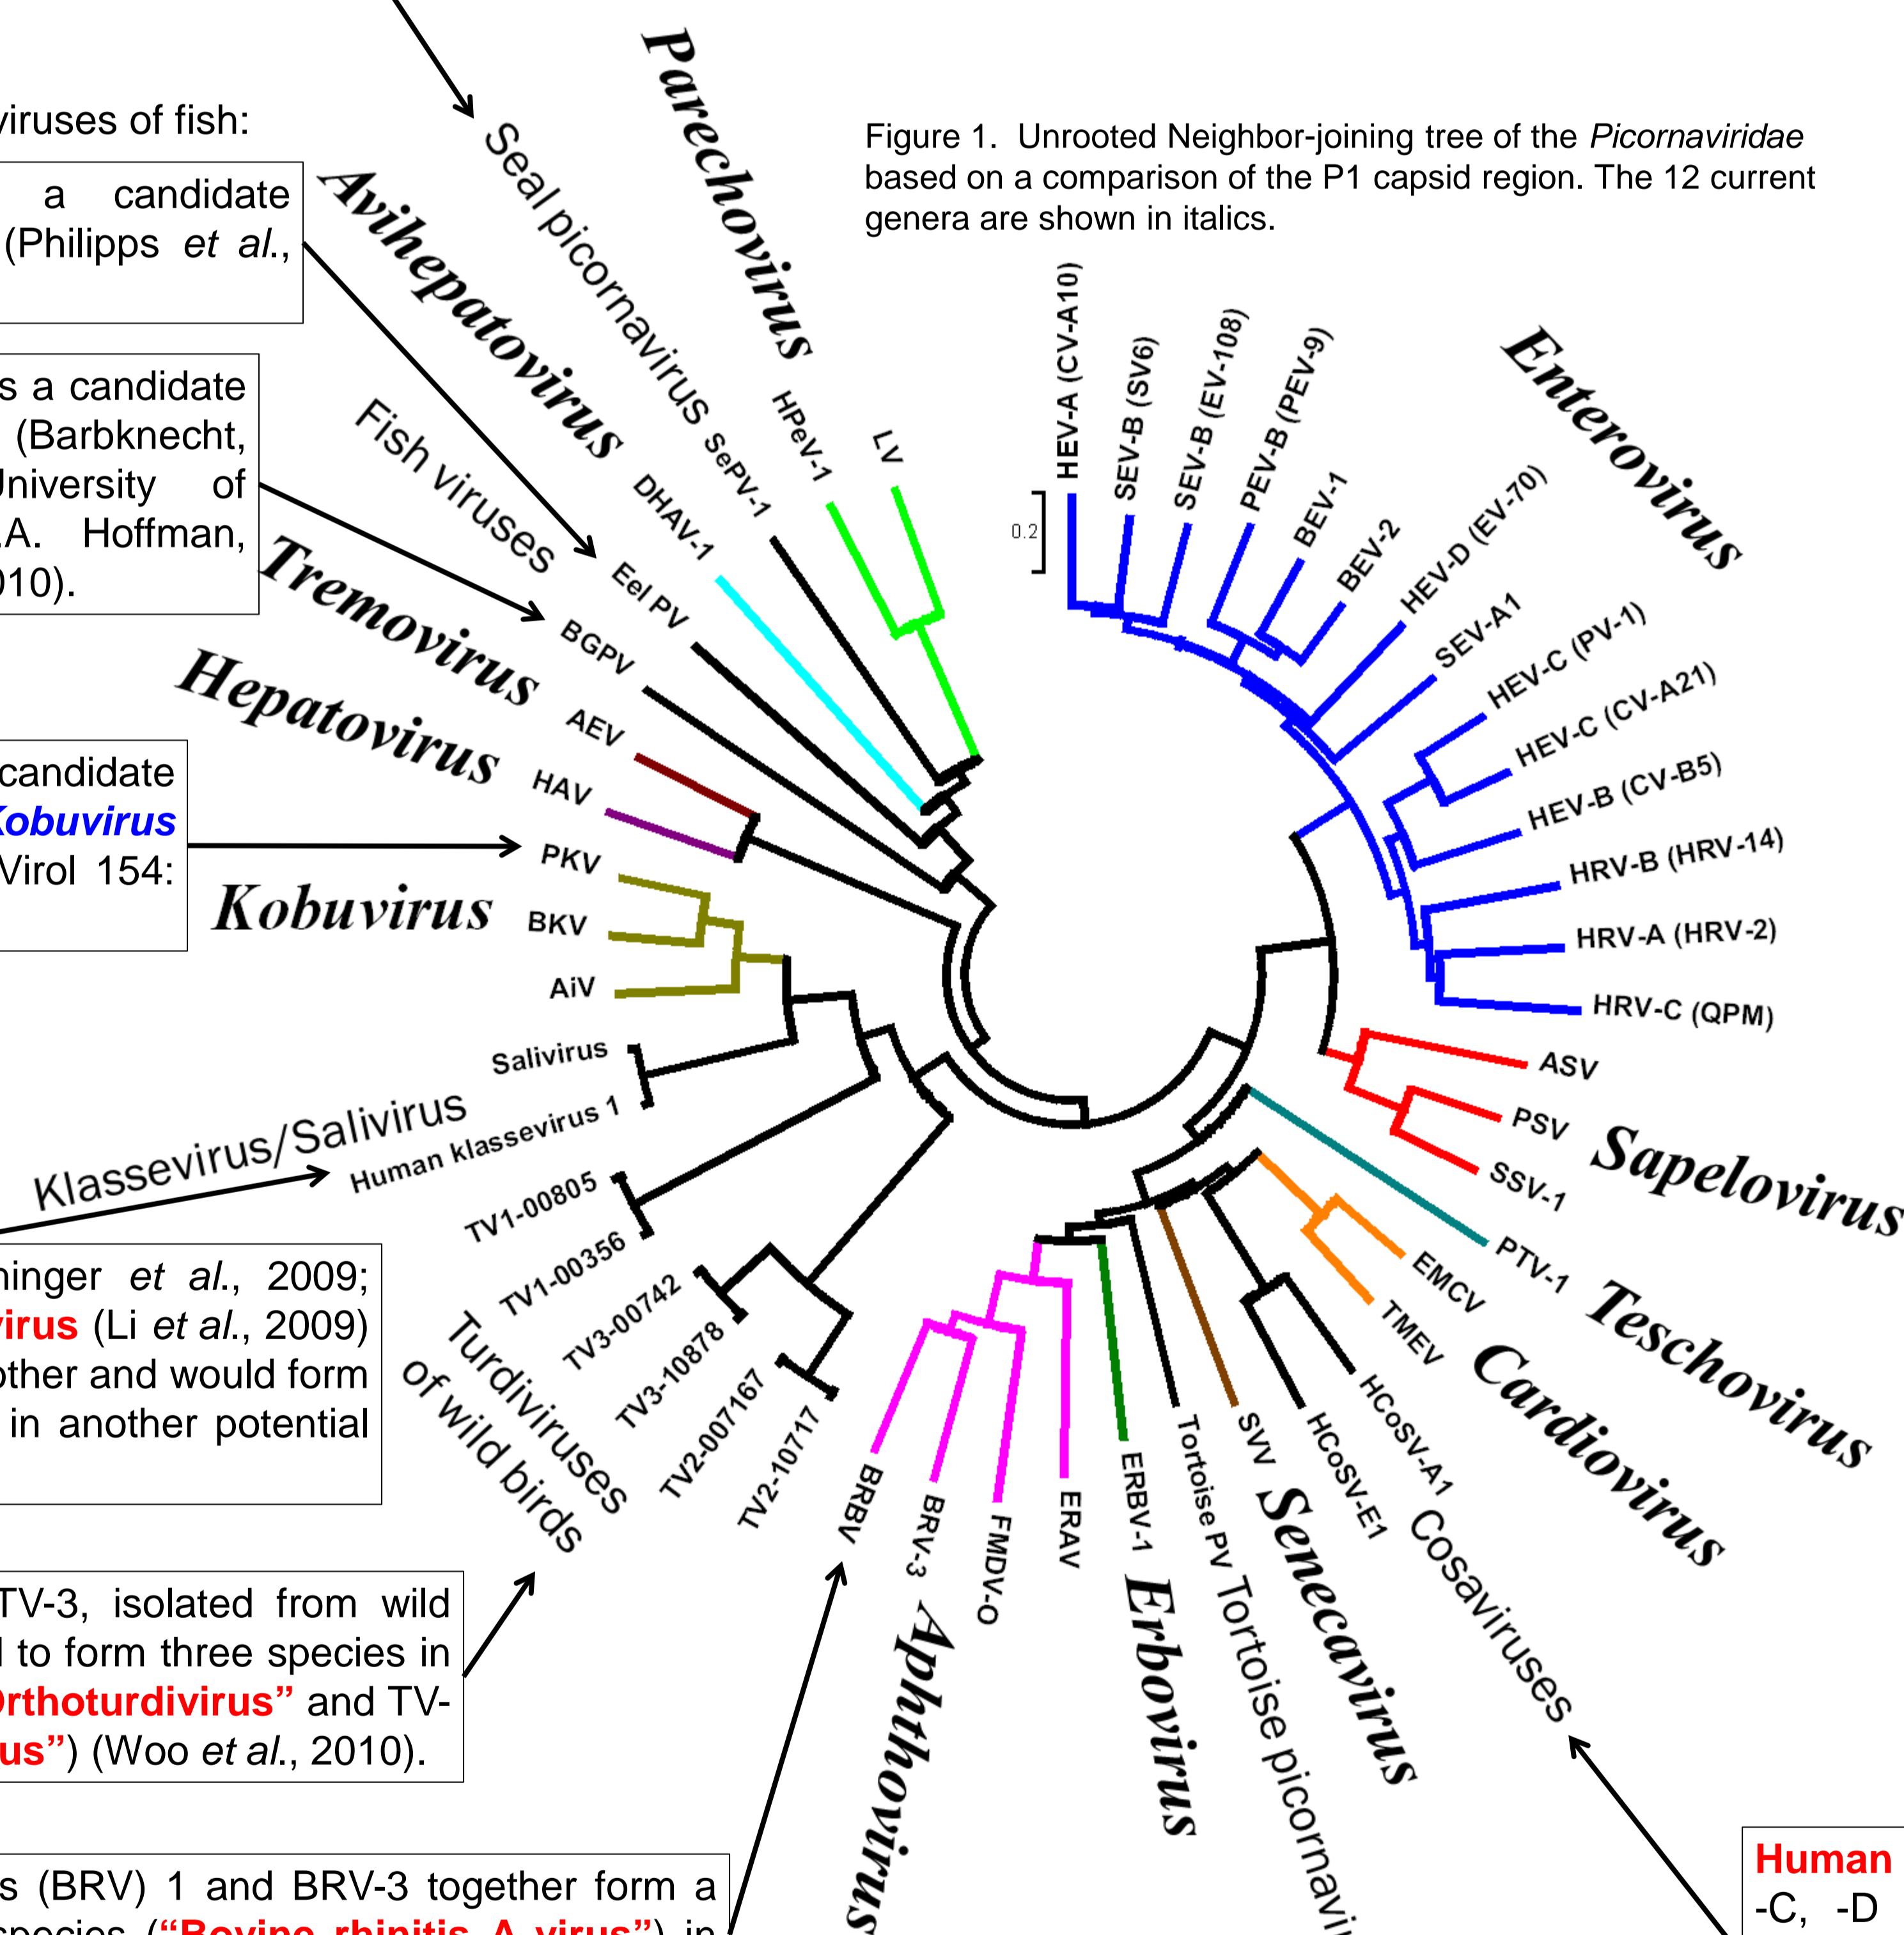 viruses of fish:
a candidate
(Philipps et al.,
s a candidate
(Barbknecht,
University of
.A. Hoffman,
010).
candidate
Kobuvirus
Virol 154:
ninger et al., 2009;
virus (Li et al., 2009)
other and would form
in another potential
TV-3, isolated from wild
l to form three species in
Orthoturdivirus” and TV-
us”) (Woo et al., 2010).
s (BRV) 1 and BRV-3 together form a
species (“Bovine rhinitis A virus”) in
Figure 1. Unrooted Neighbor-joining tree of the Picornaviridae
based on a comparison of the P1 capsid region. The 12 current
genera are shown in italics.
0.2
HEV-A (CV-A10)
SEV-B (SV6)
SEV-B (EV-108)
PEV-B (PEV-9)
BEV-1
BEV-2
HEV-D (EV-70)
SEV-A1
HEV-C (PV-1)
HEV-C (CV-A21)
HEV-B (CV-B5)
HRV-B (HRV-14)
HRV-A (HRV-2)
HRV-C (QPM)
Enterovirus
ASV
PSV
SSV-1
Sapelovirus
PTV-1
Teschovirus
EMCV
TMEV
Cardiovirus
HCoSV-A1
HCoSV-E1
Cosaviruses
SVV
Senecavirus
Tortoise PV
Tortoise picornavir
ERBV-1
Erbovirus
ERAV
FMDV-O
BRV-3
BRBV
Aphthovirus
TV2-10717
TV2-007167
TV3-10878
TV3-00742
TV1-00356
TV1-00805
Turdiviruses
of wild birds
Human klassevirus 1
Salivirus
Klassevirus/Salivirus
AiV
BKV
PKV
Kobuvirus
HAV
Hepatovirus
AEV
Tremovirus
BGPV
Eel PV
Fish viruses
DHAV-1
Avihepatovirus
SePV-1
Seal picornavirus
HPeV-1
LV
Parechovirus
Human
-C, -D